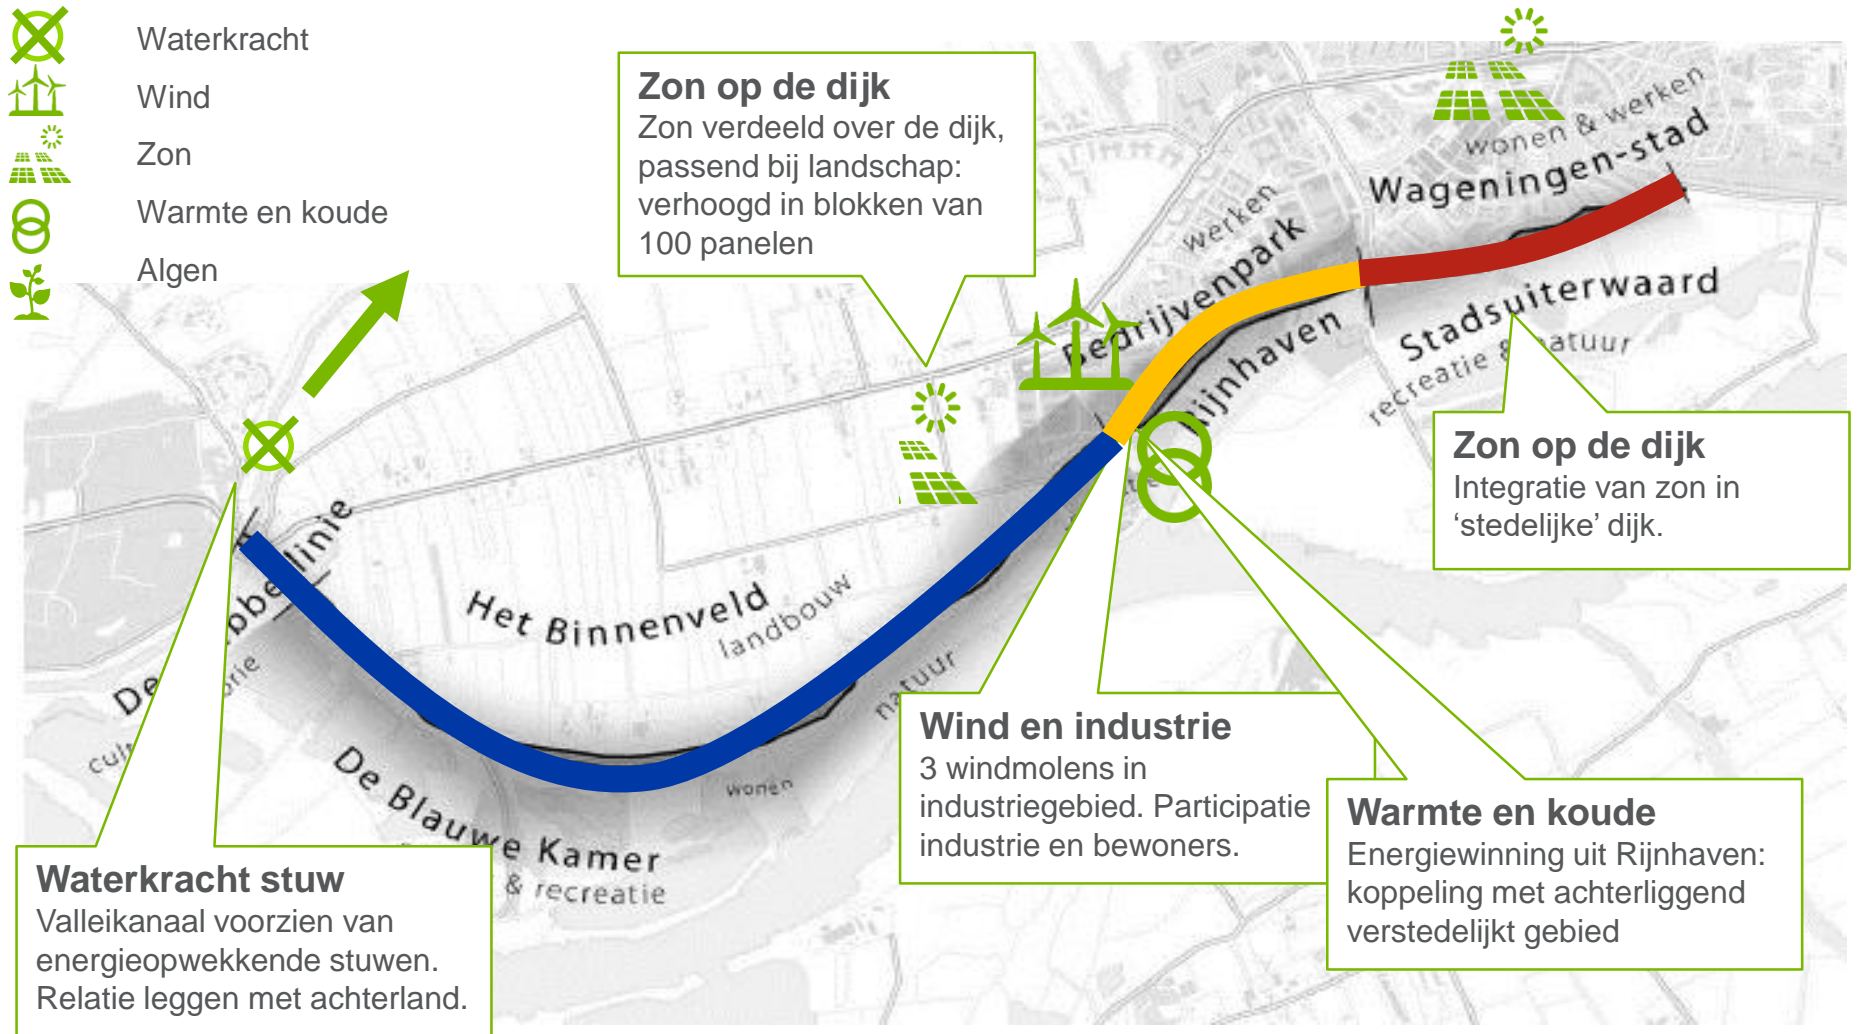 Waterkracht
Wind
Zon
Warmte en koude
Algen
Zon op de dijk
Zon verdeeld over de dijk,
passend bij landschap:
verhoogd in blokken van
100 panelen
wonen & werken
Wageningen-stad
werken
Bedrijvenpark
Rijnhaven
Stadsuiterwaard
recreatie & natuur
Zon op de dijk
Integratie van zon in
‘stedelijke’ dijk.
De
linie
Het Binnenveld
landbouw
natuur
wonen
De Blauwe Kamer
& recreatie
Wind en industrie
3 windmolens in
industriegebied. Participatie
industrie en bewoners.
Warmte en koude
Energiewinning uit Rijnhaven:
koppeling met achterliggend
verstedelijkt gebied
Waterkracht stuw
Valleikanaal voorzien van
energieopwekkende stuwen.
Relatie leggen met achterland.